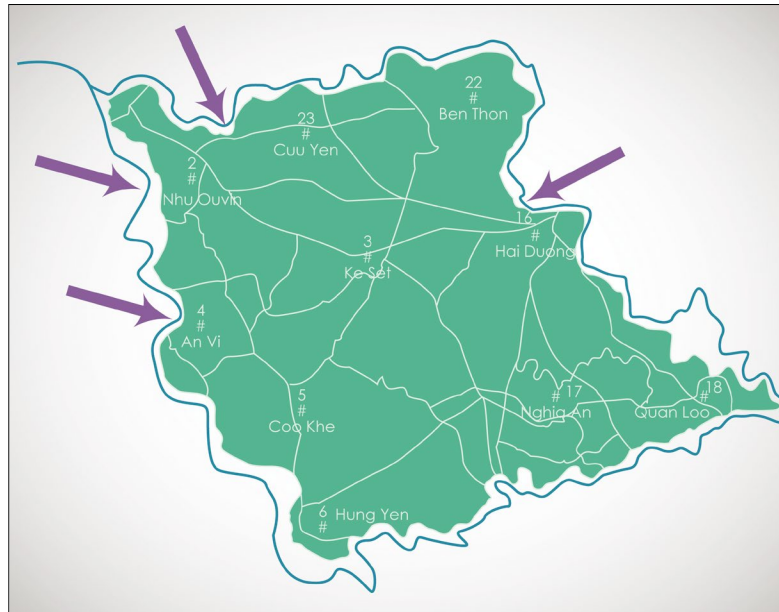 22
#
Ben Thon
23
#
Cuu Yen
2
#
Nhu Ouvin
16
#
Hai Duong
3
#
Ke Set
4
#
An Vi
5
#
Coo Khe
17
#
Nghia An
18
#
Quan Loo
6
#
Hung Yen